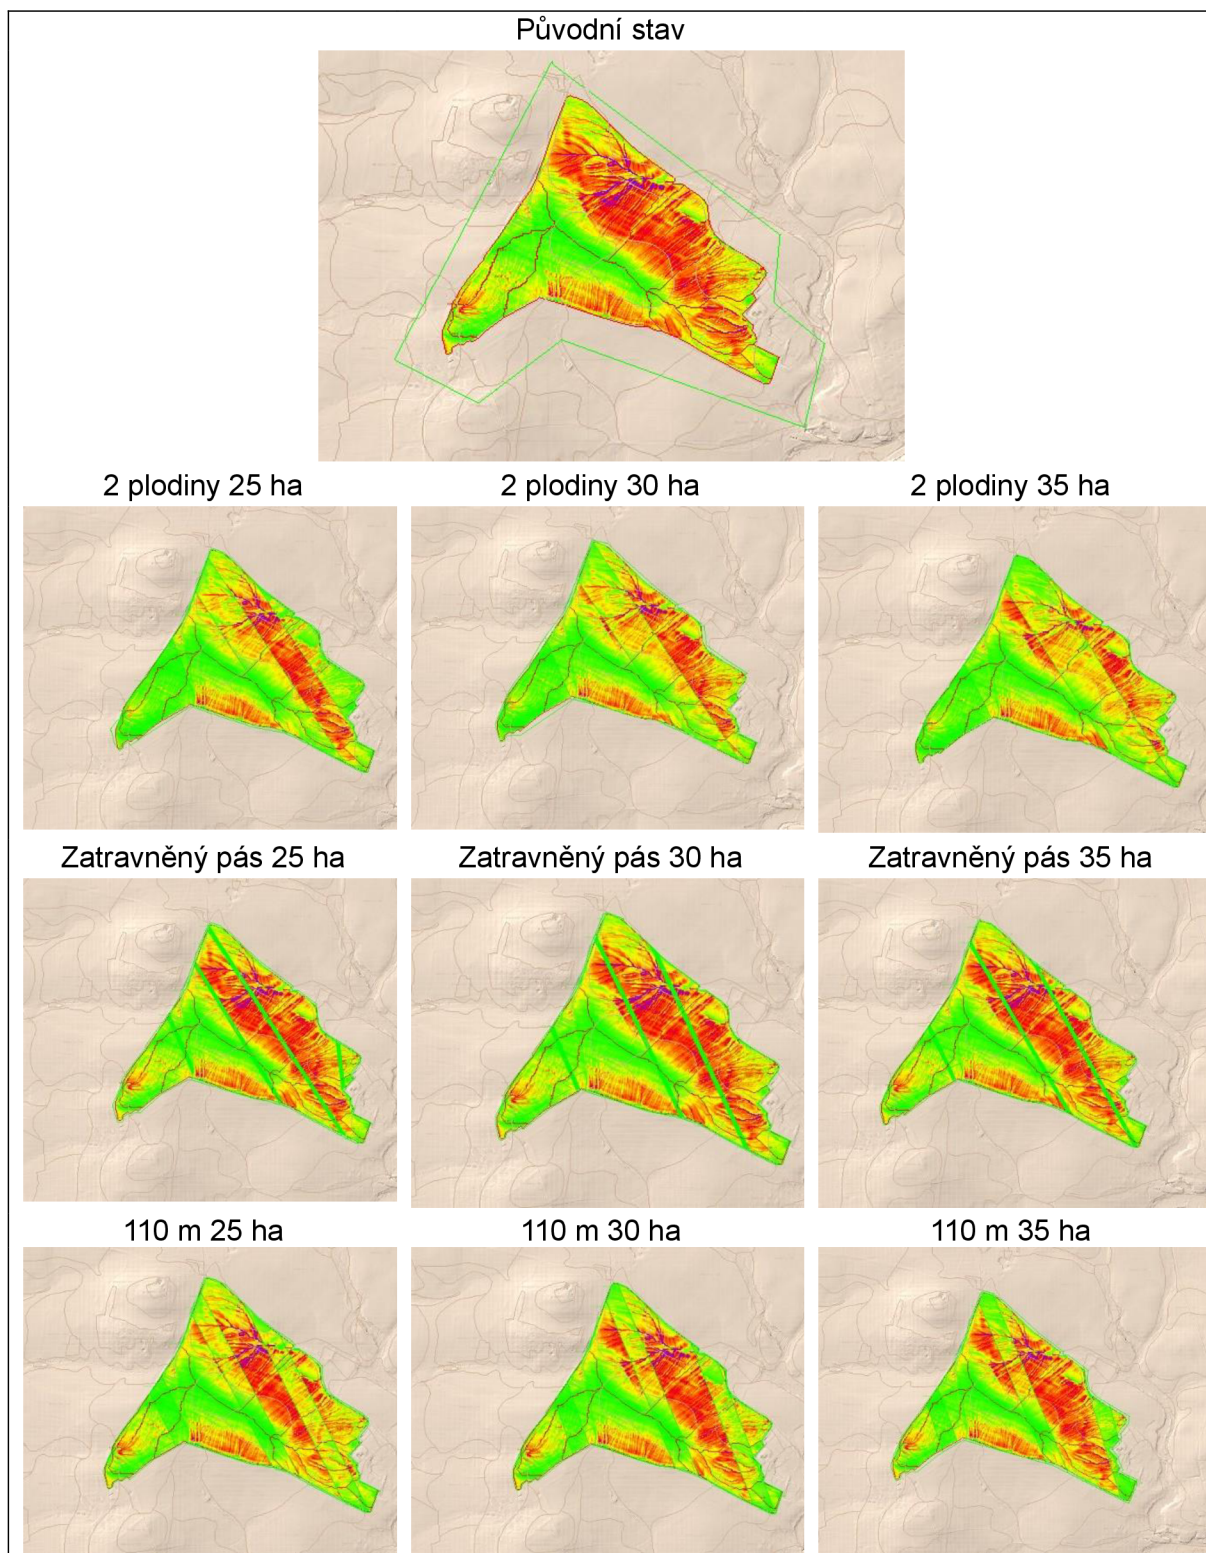 Původní stav
2 plodiny 25 ha
2 plodiny 30 ha
2 plodiny 35 ha
Zatravněný pás 25 ha
Zatravněný pás 30 ha
Zatravněný pás 35 ha
110 m 25 ha
110 m 30 ha
110 m 35 ha